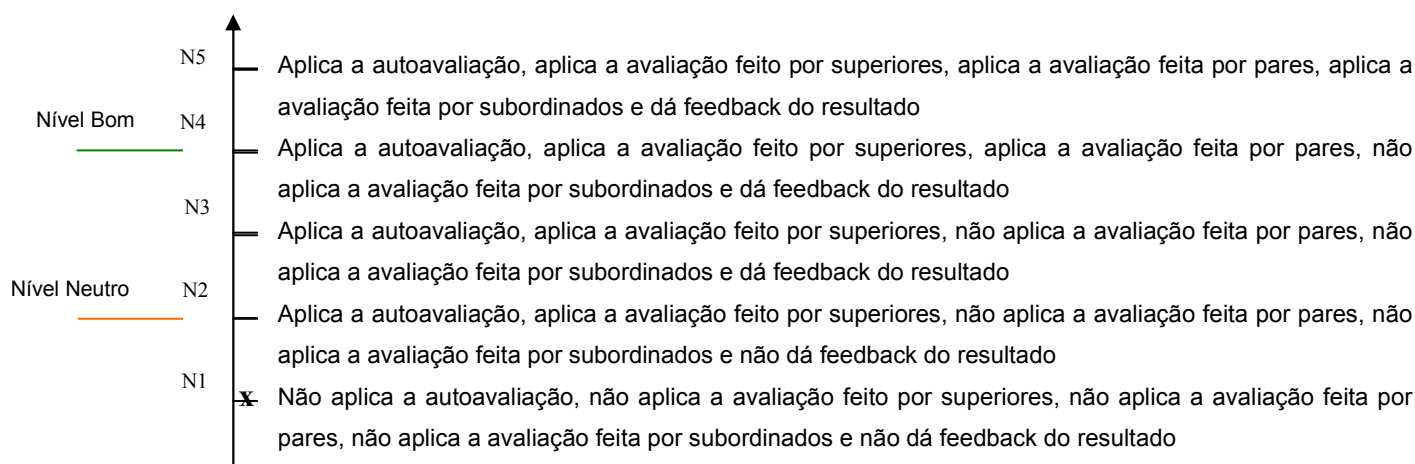 N5
Aplica a autoavaliação, aplica a avaliação feito por superiores, aplica a avaliação feita por pares, aplica a
avaliação feita por subordinados e dá feedback do resultado
Nível Bom
N4
Aplica a autoavaliação, aplica a avaliação feito por superiores, aplica a avaliação feita por pares, não
aplica a avaliação feita por subordinados e dá feedback do resultado
N3
Aplica a autoavaliação, aplica a avaliação feito por superiores, não aplica a avaliação feita por pares, não
aplica a avaliação feita por subordinados e dá feedback do resultado
Nível Neutro
N2
Aplica a autoavaliação, aplica a avaliação feito por superiores, não aplica a avaliação feita por pares, não
aplica a avaliação feita por subordinados e não dá feedback do resultado
N1
x Não aplica a autoavaliação, não aplica a avaliação feito por superiores, não aplica a avaliação feita por
pares, não aplica a avaliação feita por subordinados e não dá feedback do resultado